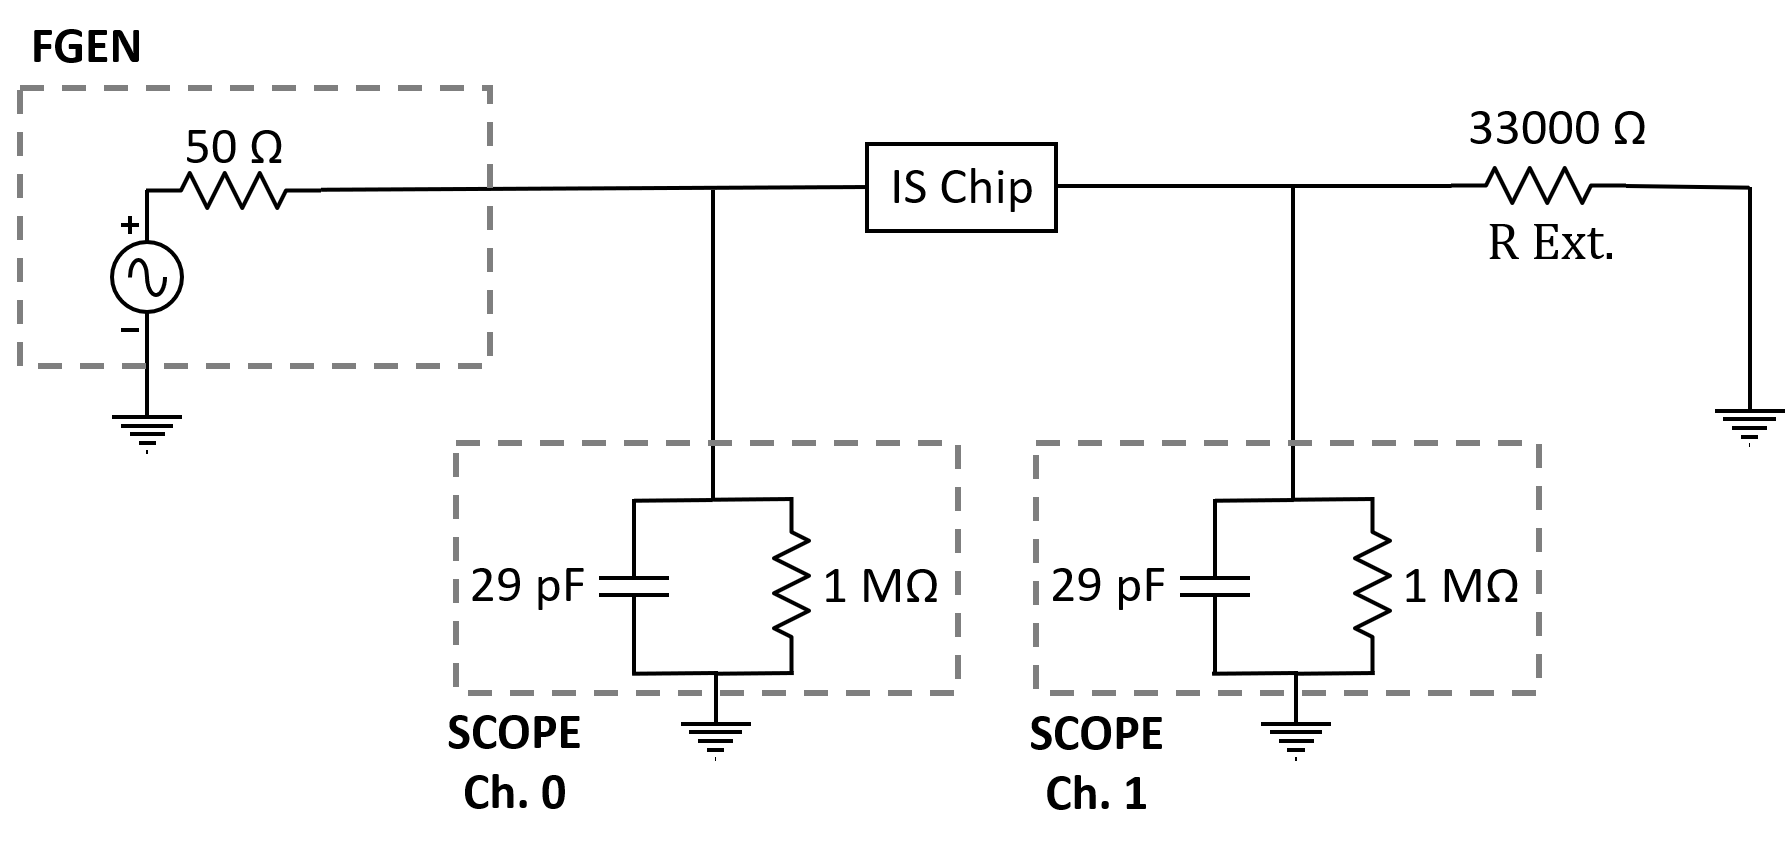 FGEN
50 Ω
+
−
IS Chip
33000 Ω
R Ext.
29 pF
1 MΩ
SCOPE
Ch. 0
29 pF
1 MΩ
SCOPE
Ch. 1